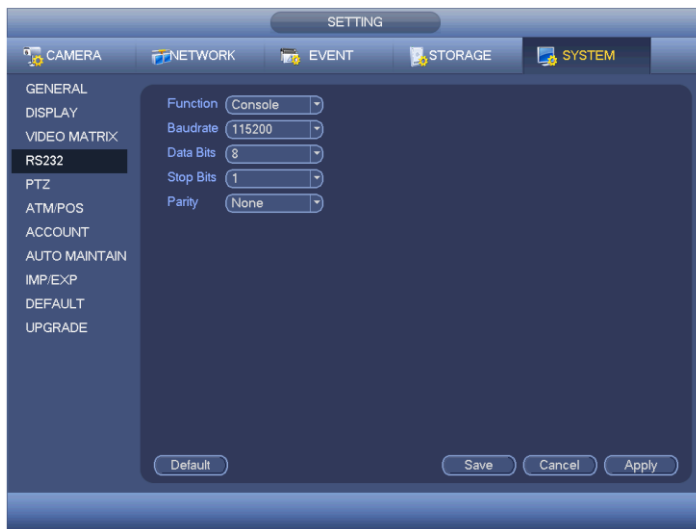 SETTING
CAMERA NETWORK EVENT STORAGE SYSTEM
GENERAL
DISPLAY
VIDEO MATRIX
RS232
PTZ
ATM/POS
ACCOUNT
AUTO MAINTAIN
IMP/EXP
DEFAULT
UPGRADE
Function Console
Baudrate 115200
Data Bits 8
Stop Bits 1
Parity None
Default Save Cancel Apply